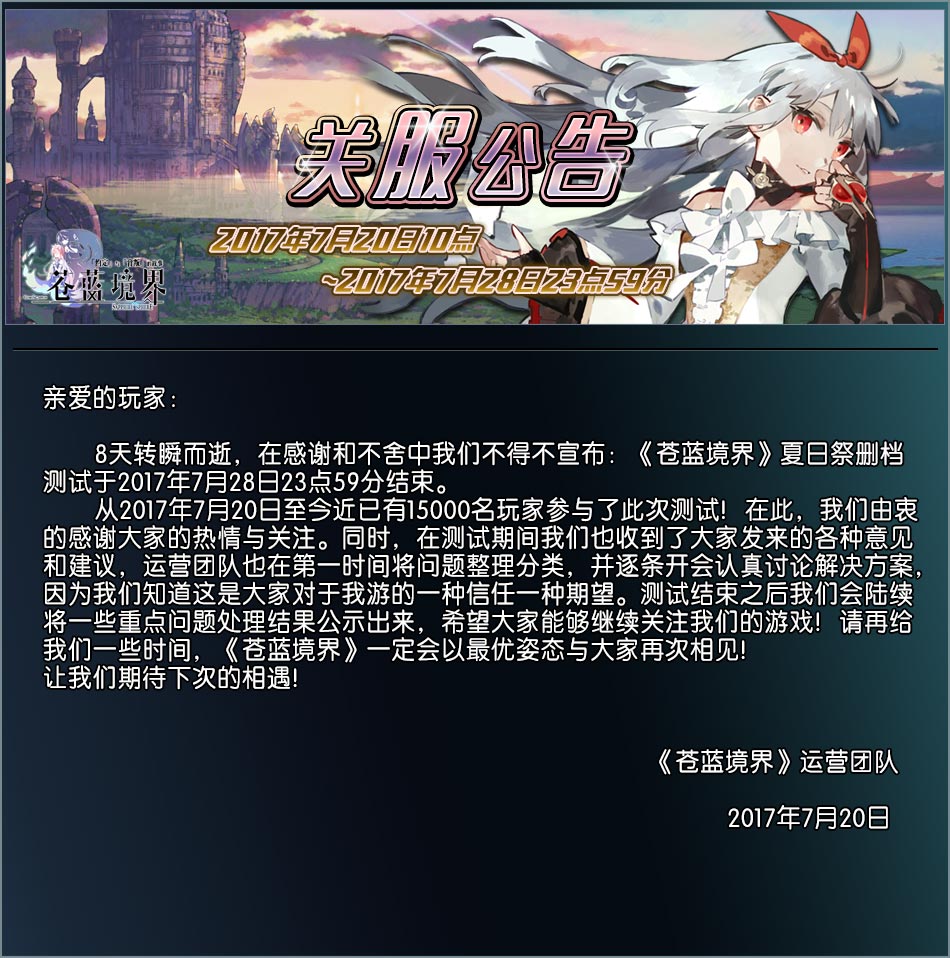 关服公告
2017年7月20日10点
~2017年7月28日23点59分
苍蓝境界
亲爱的玩家：
8天转瞬而逝，在感谢和不舍中我们不得不宣布：《苍蓝境界》夏日祭删档
测试于2017年7月28日23点59分结束。
从2017年7月20日至今近已有15000名玩家参与了此次测试！在此，我们由衷
的感谢大家的热情与关注。同时，在测试期间我们也收到了大家发来的各种意见
和建议，运营团队也在第一时间将问题整理分类，并逐条开会认真讨论解决方案，
因为我们知道这是大家对于我游的一种信任一种期望。测试结束之后我们会陆续
将一些重点问题处理结果公示出来，希望大家能够继续关注我们的游戏！请再给
我们一些时间，《苍蓝境界》一定会以最优姿态与大家再次相见!
让我们期待下次的相遇!
《苍蓝境界》运营团队
2017年7月20日